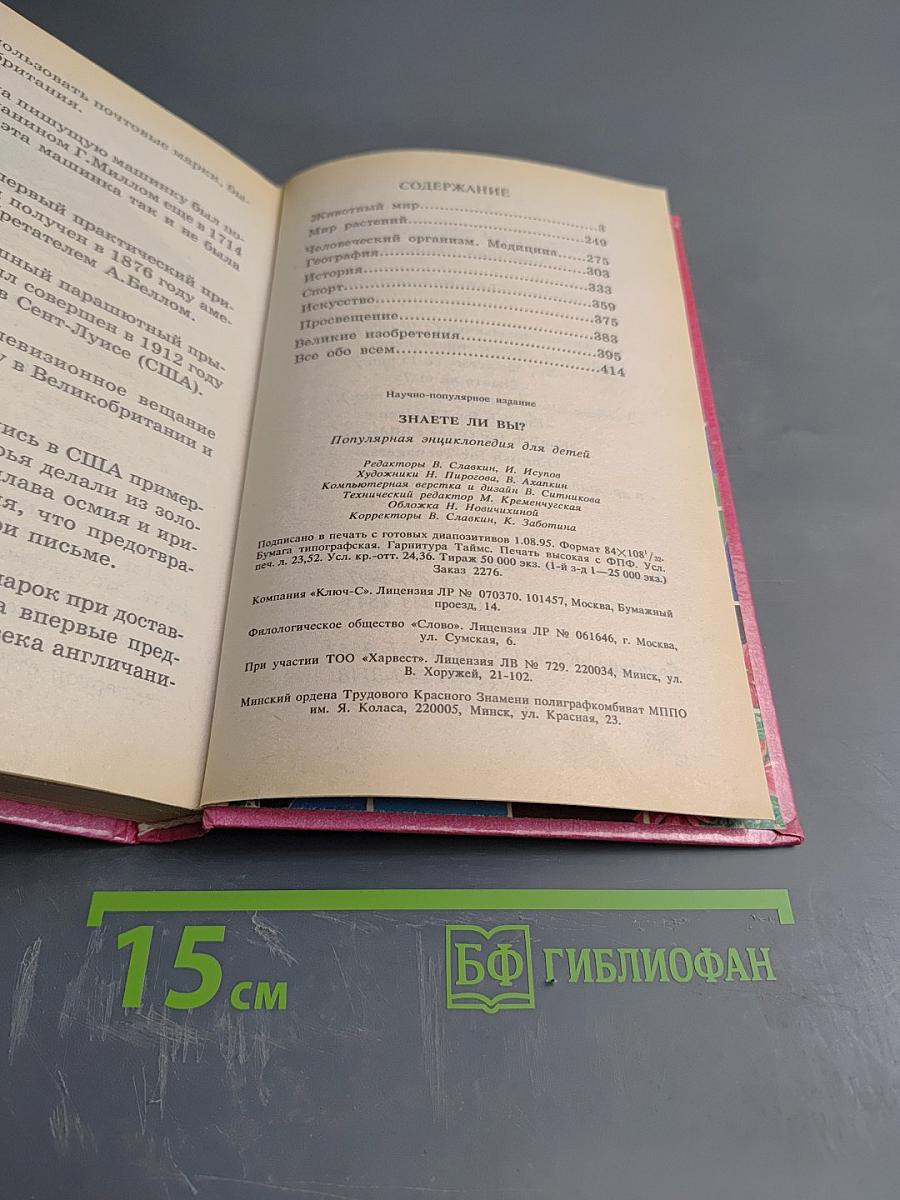 пользовать почтовые марки, бы-
британия.
на пишущую машинку был по-
чанином Г.Миллом еще в 1714
эта машинка так и не была
первый практический при-
получен в 1876 году аме-
ретателем А.Беллом.
шный парашютный пры-
ыл совершен в 1912 году
в Сент-Луисе (США).
левизионное вещание
у в Великобритании и
ись в США пример-
рья делали из золо-
лава осмия и ири-
ия, что предотвра-
ри письме.
марок при достав-
а впервые пред-
века англичани-
СОДЕРЖАНИЕ
Животный мир...3
Мир растений...249
Человеческий организм. Медицина...275
География...303
История...333
Спорт...359
Искусство...375
Просвещение...383
Великие изобретения...395
Все обо всем...414
Научно-популярное издание
ЗНАЕТЕ ЛИ ВЫ?
Популярная энциклопедия для детей
Редакторы В. Славкин, И. Исупов
Художники Н. Пирогова, В. Ахапкин
Компьютерная верстка и дизайн В. Ситникова
Технический редактор М. Кременчугская
Обложка Н. Новичихиной
Корректоры В. Славкин, К. Заботина
Подписано в печать с готовых диапозитивов 1.08.95. Формат 84×108¹/₃₂.
Бумага типографская. Гарнитура Таймс. Печать высокая с ФПФ. Усл.
печ. л. 23,52. Усл. кр.-отт. 24,36. Тираж 50 000 экз. (1-й з-д 1—25 000 экз.)
Заказ 2276.
Компания «Ключ-С». Лицензия ЛР № 070370. 101457, Москва, Бумажный
проезд, 14.
Филологическое общество «Слово». Лицензия ЛР № 061646, г. Москва,
ул. Сумская, 6.
При участии ТОО «Харвест». Лицензия ЛВ № 729. 220034, Минск, ул.
В. Хоружей, 21-102.
Минский ордена Трудового Красного Знамени полиграфкомбинат МППО
им. Я. Коласа, 220005, Минск, ул. Красная, 23.
15 см
БФ ГИБЛИОФАН